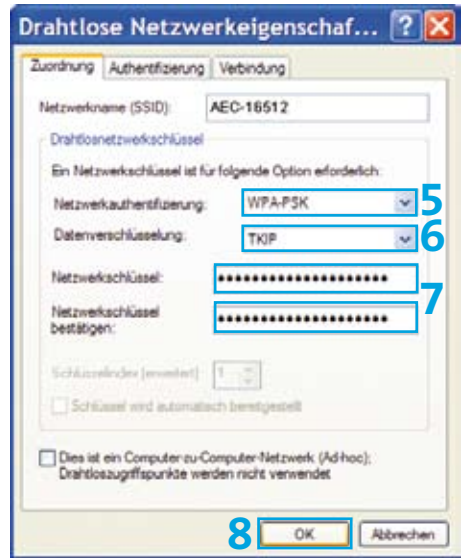 Drahtlose Netzwerkeigenschaf... ?
Zuordnung Authentifizierung Verbindung
Netzwerkname (SSID): AEC-16512
Drahtlosnetzwerkschlüssel
Ein Netzwerkschlüssel ist für folgende Option erforderlich:
Netzwerkauthentifizierung: WPA-PSK 5
Datenverschlüsselung: TKIP 6
Netzwerkschlüssel: ••••••••••••••••••••
7
Netzwerkschlüssel ••••••••••••••••••••
bestätigen:
Schlüsselindex (erweitert): 1
Schlüssel wird automatisch bereitgestellt
Dies ist ein Computer-zu-Computer-Netzwerk (Ad-hoc);
Drahtloszugriffspunkte werden nicht verwendet
8 OK Abbrechen